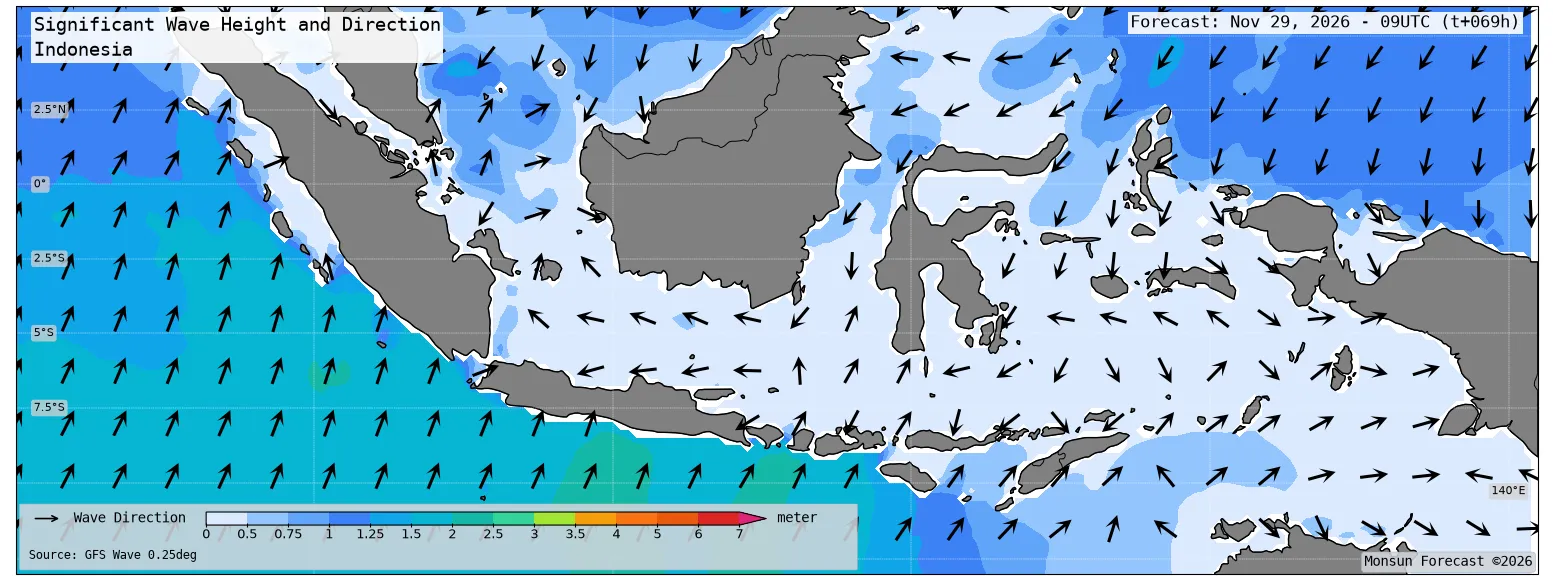 Significant Wave Height and Direction
Indonesia
Forecast: Nov 29, 2026 - 09UTC (t+069h)
2.5°N
0°
2.5°S
5°S
7.5°S
140°E
Wave Direction
0 0.5 0.75 1 1.25 1.5 2 2.5 3 3.5 4 5 6 7
meter
Source: GFS Wave 0.25deg
Monsun Forecast ©2026